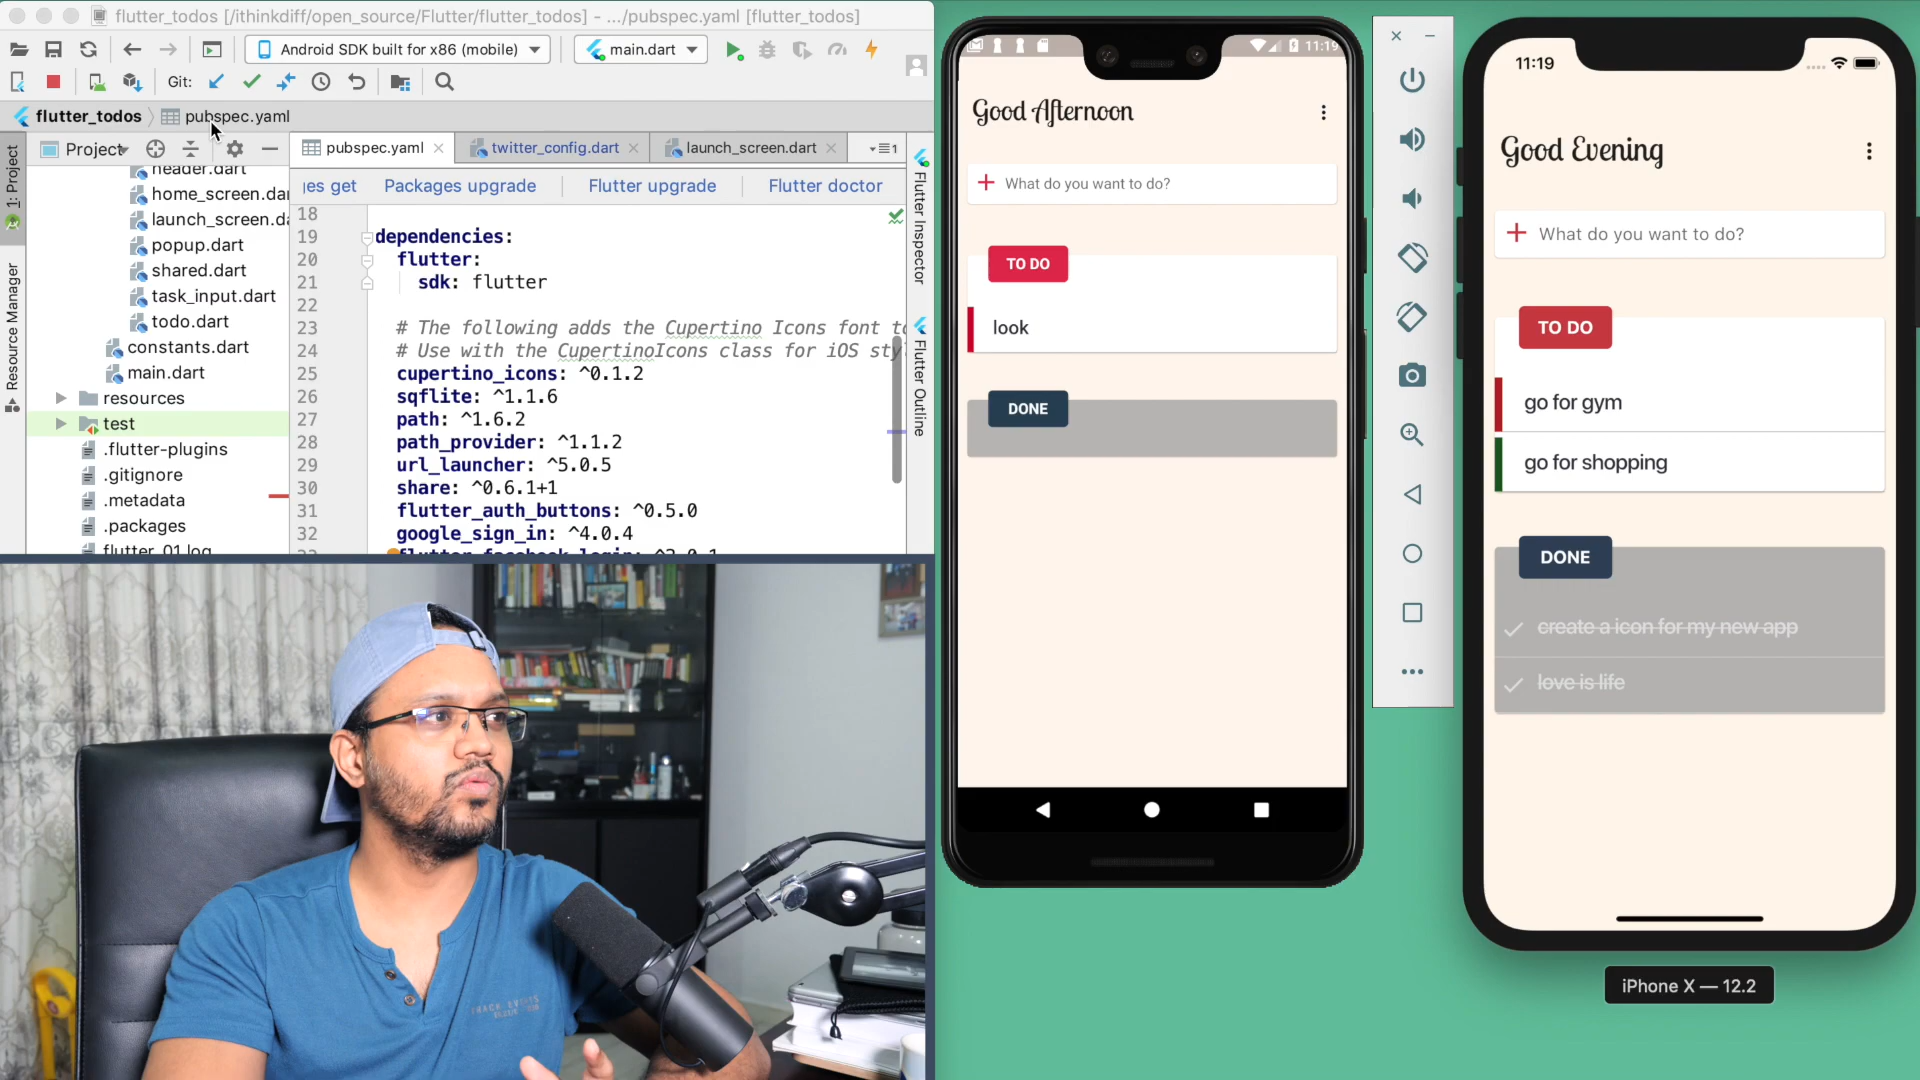 flutter_todos [/ithinkdiff/open_source/Flutter/flutter_todos] - .../pubspec.yaml [flutter_todos]
Android SDK built for x86 (mobile)
main.dart
Git:
flutter_todos
pubspec.yaml
Project
pubspec.yaml
twitter_config.dart
launch_screen.dart
1
1: Project
Resource Manager
header.dart
home_screen.da
launch_screen.da
popup.dart
shared.dart
task_input.dart
todo.dart
constants.dart
main.dart
resources
test
.flutter-plugins
.gitignore
.metadata
.packages
flutter_01.log
ges get
Packages upgrade
Flutter upgrade
Flutter doctor
18
19 dependencies:
20 flutter:
21 sdk: flutter
22
23 # The following adds the Cupertino Icons font to
24 # Use with the CupertinoIcons class for iOS sty
25 cupertino_icons: ^0.1.2
26 sqflite: ^1.1.6
27 path: ^1.6.2
28 path_provider: ^1.1.2
29 url_launcher: ^5.0.5
30 share: ^0.6.1+1
31 flutter_auth_buttons: ^0.5.0
32 google_sign_in: ^4.0.4
Flutter Inspector
Flutter Outline
11:19
Good Afternoon
What do you want to do?
TO DO
look
DONE
11:19
Good Evening
What do you want to do?
TO DO
go for gym
go for shopping
DONE
create a icon for my new app
love is life
iPhone X — 12.2